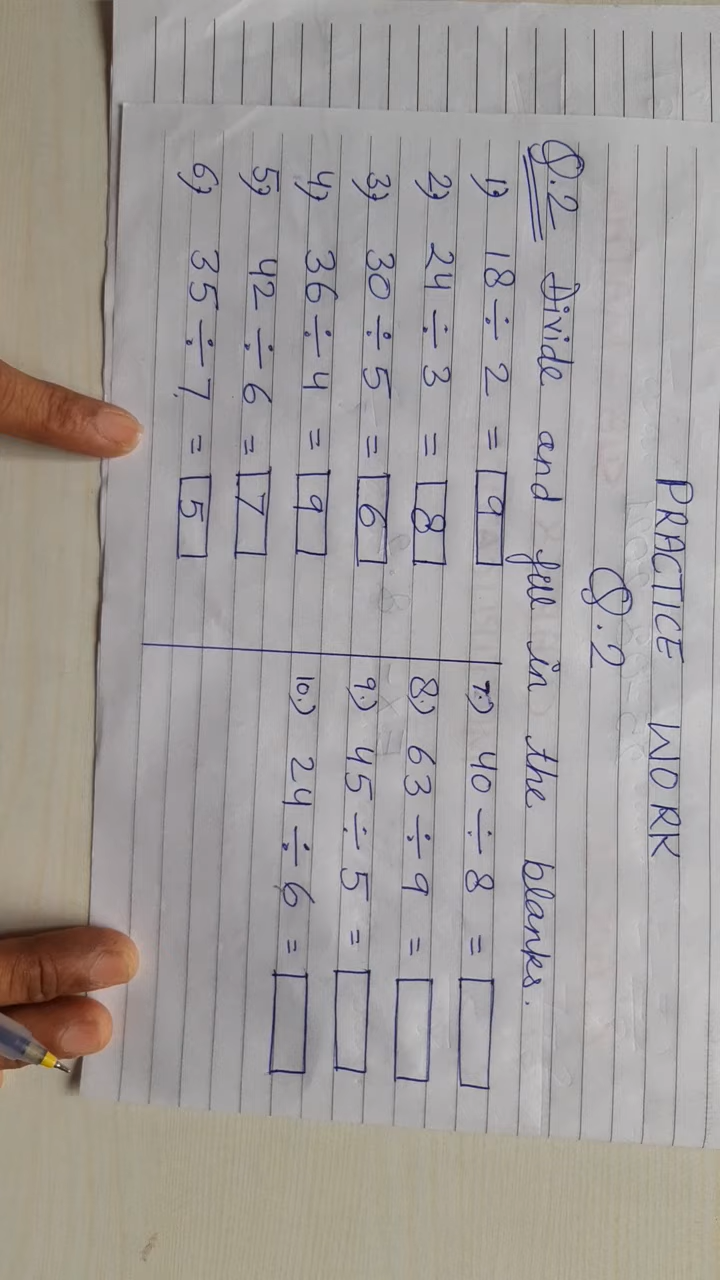 PRACTICE WORK
Q.2
Q.2 Divide and fill in the blanks.
1) 18 ÷ 2 = 9
2) 24 ÷ 3 = 8
3) 30 ÷ 5 = 6
4) 36 ÷ 4 = 9
5) 42 ÷ 6 = 7
6) 35 ÷ 7 = 5
7.) 40 ÷ 8 =
8.) 63 ÷ 9 =
9.) 45 ÷ 5 =
10.) 24 ÷ 6 =